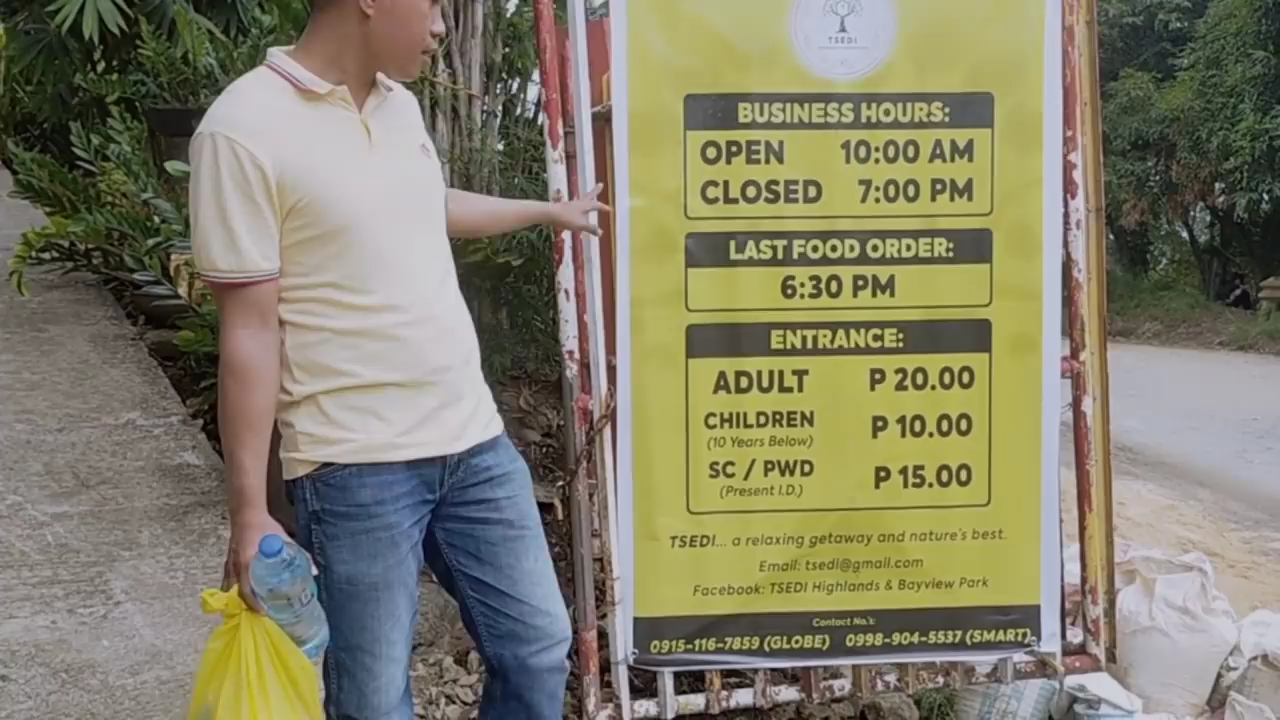 TSEDI
BUSINESS HOURS:
OPEN 10:00 AM
CLOSED 7:00 PM
LAST FOOD ORDER:
6:30 PM
ENTRANCE:
ADULT P 20.00
CHILDREN P 10.00
(10 Years Below)
SC / PWD P 15.00
(Present I.D.)
TSEDI... a relaxing getaway and nature's best.
Email: tsedi@gmail.com
Facebook: TSEDI Highlands & Bayview Park
Contact No.'s:
0915-116-7859 (GLOBE) 0998-904-5537 (SMART)